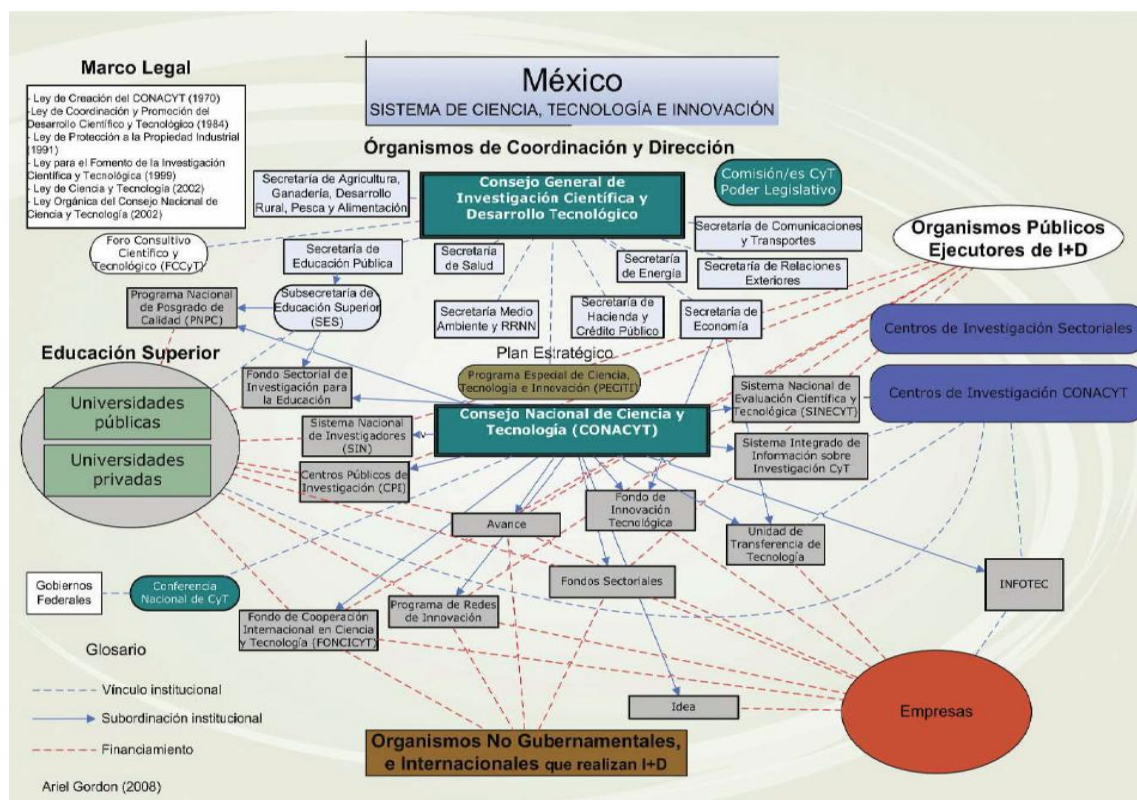 México
SISTEMA DE CIENCIA, TECNOLOGÍA E INNOVACIÓN
Marco Legal
- Ley de Creación del CONACYT (1970)
-Ley de Coordinación y Promoción del
Desarrollo Científico y Tecnológico (1984)
- Ley de Protección a la Propiedad Industrial
(1991)
- Ley para el Fomento de la Investigación
Científica y Tecnológica (1999)
- Ley de Ciencia y Tecnología (2002)
- Ley Orgánica del Consejo Nacional de
Ciencia y Tecnología (2002)
Órganismos de Coordinación y Dirección
Secretaría de Agricultura,
Ganadería, Desarrollo
Rural, Pesca y Alimentación
Consejo General de
Investigación Científica y
Desarrollo Tecnológico
Comisión/es CyT
Poder Legislativo
Secretaría de Comunicaciones
y Transportes
Organismos Públicos
Ejecutores de I+D
Foro Consultivo
Científico y
Tecnológico (FCCyT)
Secretaría de
Educación Pública
Secretaría
de Salud
Secretaría
de Energía
Secretaría de Relaciones
Exteriores
Programa Nacional
de Posgrado de
Calidad (PNPC)
Subsecretaría de
Educación Superior
(SES)
Secretaría Medio
Ambiente y RRNN
Secretaría de
Hacienda y
Crédito Público
Secretaría de
Economía
Centros de Investigación Sectoriales
Educación Superior
Plan Estratégico
Programa Especial de Ciencia,
Tecnología e Innovación (PECiTI)
Fondo Sectorial de
Investigación para
la Educación
Sistema Nacional de
Evaluación Científica y
Tecnológica (SINECYT)
Centros de Investigación CONACYT
Universidades
públicas
Consejo Nacional de Ciencia y
Tecnología (CONACYT)
Sistema Nacional
de Investigadores
(SIN)
Sistema Integrado de
Información sobre
Investigación CyT
Universidades
privadas
Centros Públicos de
Investigación (CPI)
Avance
Fondo de
Innovación
Tecnológica
Unidad de
Transferencia de
Tecnología
Gobiernos
Federales
Conferencia
Nacional de CyT
Fondos Sectoriales
INFOTEC
Fondo de Cooperación
Internacional en Ciencia
y Tecnología (FONCICYT)
Programa de Redes
de Innovación
Glosario
Vínculo institucional
Subordinación institucional
Financiamiento
Idea
Empresas
Organismos No Gubernamentales,
e Internacionales que realizan I+D
Ariel Gordon (2008)